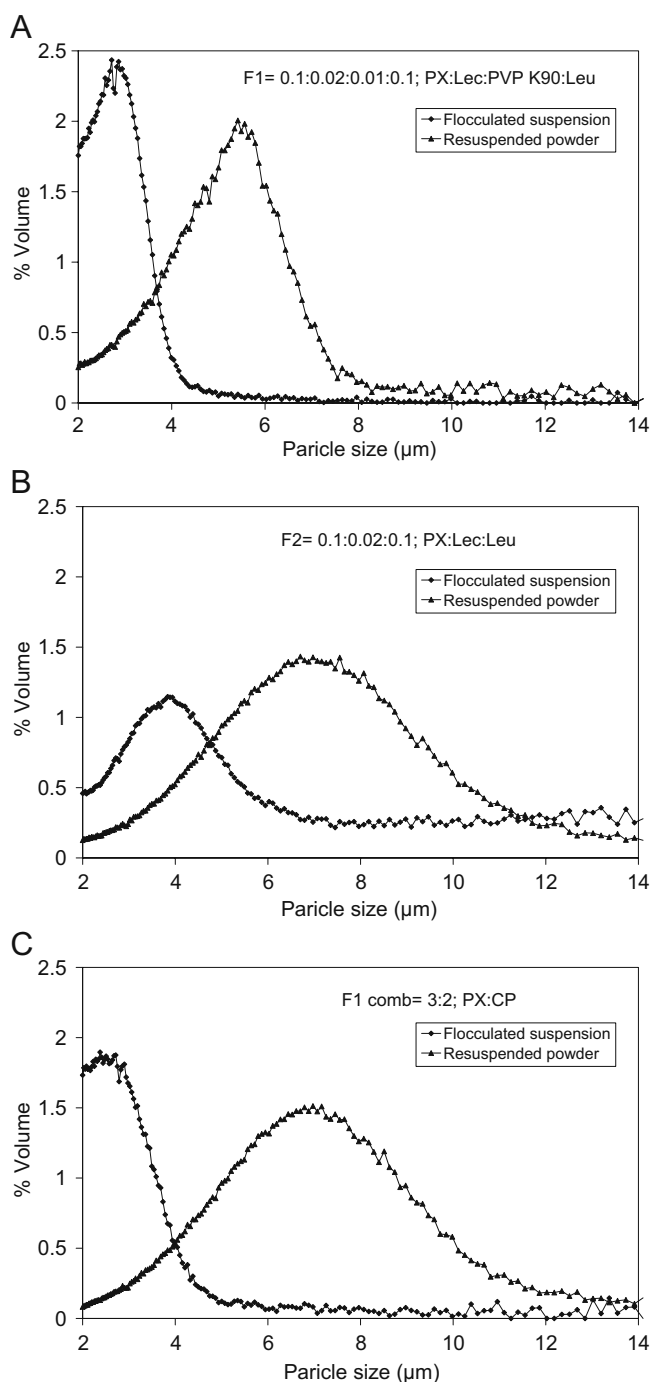 A
2.5
F1= 0.1:0.02:0.01:0.1; PX:Lec:PVP K90:Leu
Flocculated suspension
Resuspended powder
2
1.5
1
0.5
0
% Volume
2 4 6 8 10 12 14
Paricle size (µm)
B
2.5
F2= 0.1:0.02:0.1; PX:Lec:Leu
Flocculated suspension
Resuspended powder
2
1.5
1
0.5
0
% Volume
2 4 6 8 10 12 14
Paricle size (µm)
C
2.5
F1 comb= 3:2; PX:CP
Flocculated suspension
Resuspended powder
2
1.5
1
0.5
0
% Volume
2 4 6 8 10 12 14
Paricle size (µm)